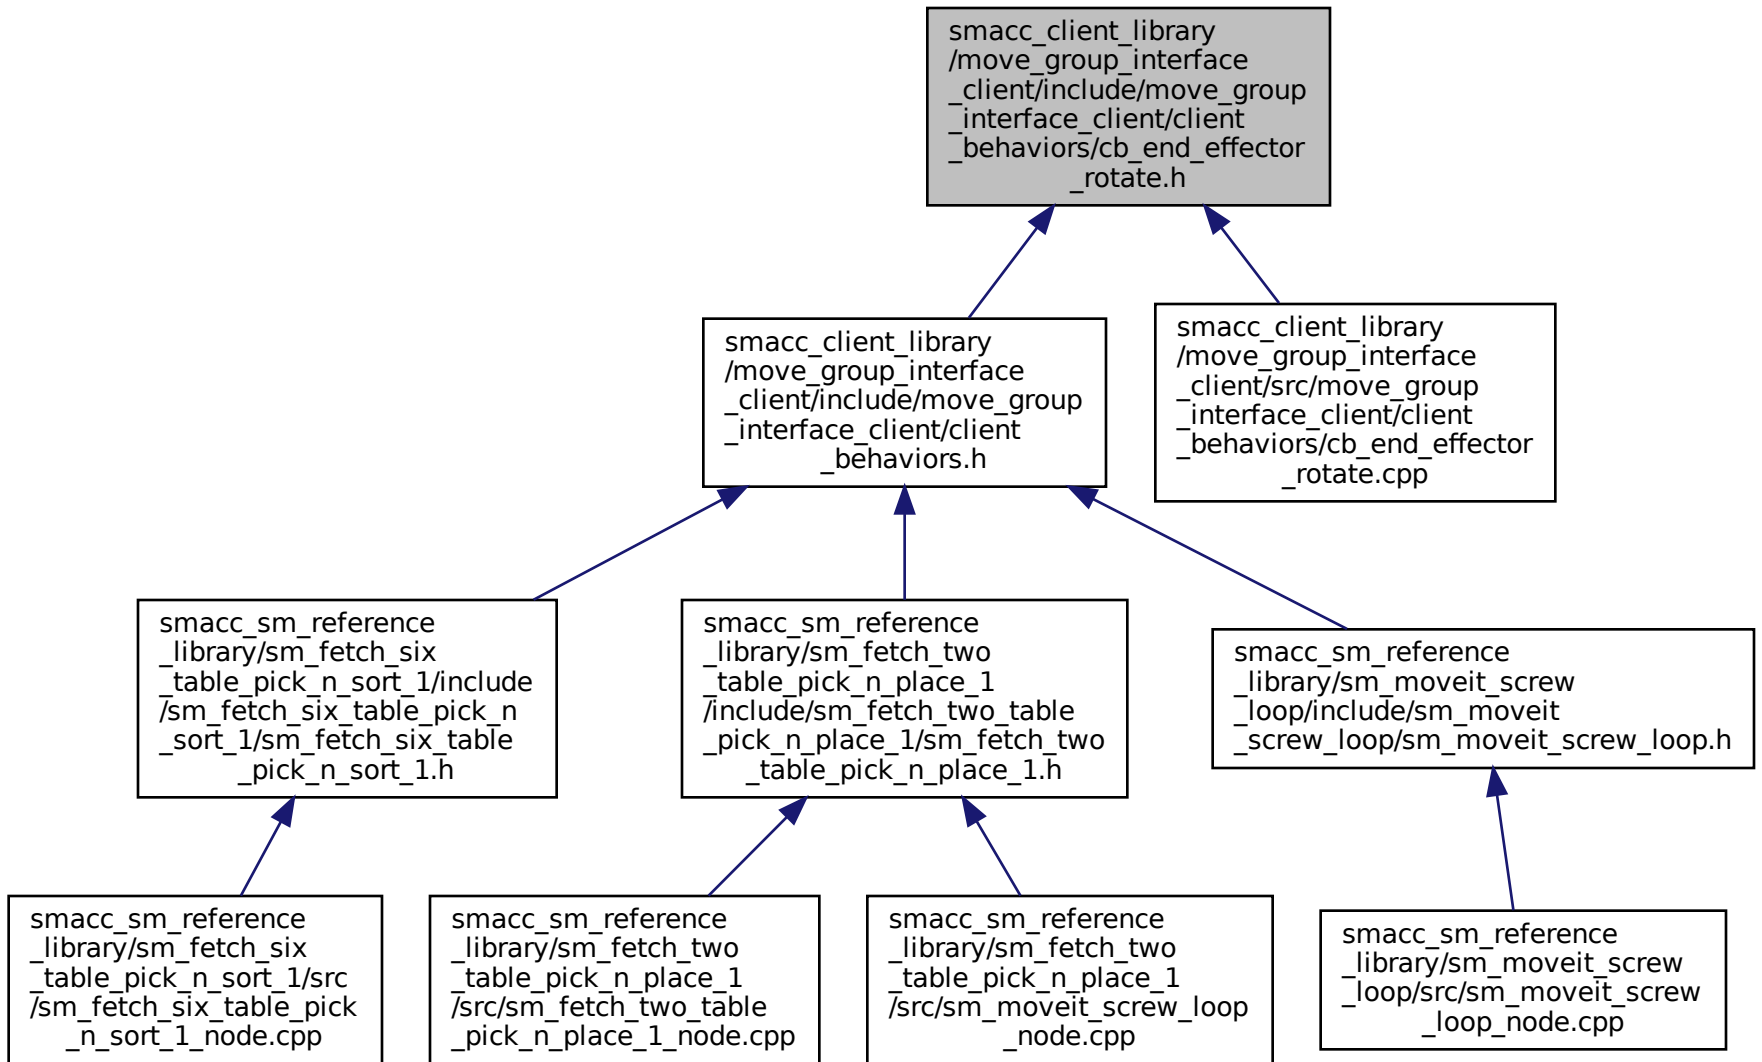 smacc_client_library
/move_group_interface
_client/include/move_group
_interface_client/client
_behaviors/cb_end_effector
_rotate.h
smacc_client_library
/move_group_interface
_client/include/move_group
_interface_client/client
_behaviors.h
smacc_client_library
/move_group_interface
_client/src/move_group
_interface_client/client
_behaviors/cb_end_effector
_rotate.cpp
smacc_sm_reference
_library/sm_fetch_six
_table_pick_n_sort_1/include
/sm_fetch_six_table_pick_n
_sort_1/sm_fetch_six_table
_pick_n_sort_1.h
smacc_sm_reference
_library/sm_fetch_two
_table_pick_n_place_1
/include/sm_fetch_two_table
_pick_n_place_1/sm_fetch_two
_table_pick_n_place_1.h
smacc_sm_reference
_library/sm_moveit_screw
_loop/include/sm_moveit
_screw_loop/sm_moveit_screw_loop.h
smacc_sm_reference
_library/sm_fetch_six
_table_pick_n_sort_1/src
/sm_fetch_six_table_pick
_n_sort_1_node.cpp
smacc_sm_reference
_library/sm_fetch_two
_table_pick_n_place_1
/src/sm_fetch_two_table
_pick_n_place_1_node.cpp
smacc_sm_reference
_library/sm_fetch_two
_table_pick_n_place_1
/src/sm_moveit_screw_loop
_node.cpp
smacc_sm_reference
_library/sm_moveit_screw
_loop/src/sm_moveit_screw
_loop_node.cpp